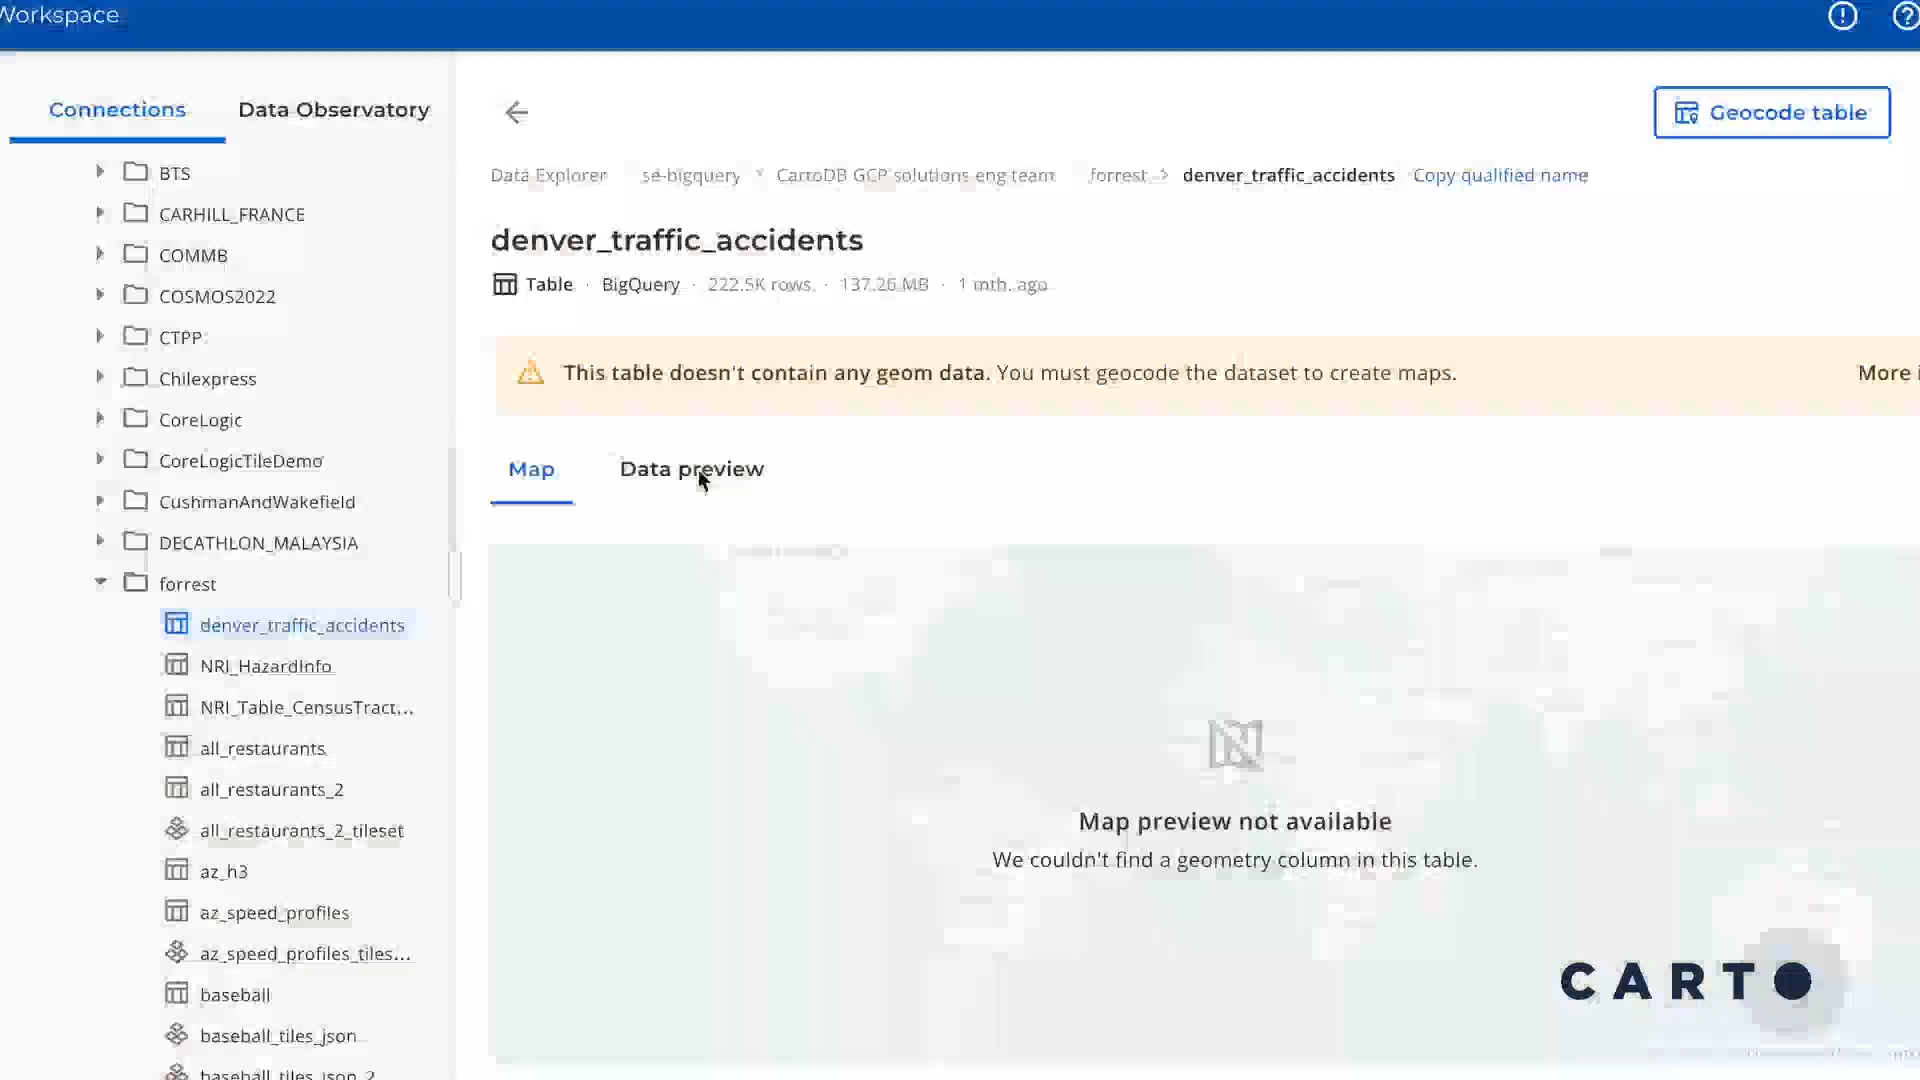 Workspace
Connections
Data Observatory
BTS
CARHILL_FRANCE
COMMB
COSMOS2022
CTPP
Chilexpress
CoreLogic
CoreLogicTileDemo
CushmanAndWakefield
DECATHLON_MALAYSIA
forrest
denver_traffic_accidents
NRI_HazardInfo
NRI_Table_CensusTract...
all_restaurants
all_restaurants_2
all_restaurants_2_tileset
az_h3
az_speed_profiles
az_speed_profiles_tiles...
baseball
baseball_tiles_json
baseball_tiles_json_2
Geocode table
Data Explorer se-bigquery > CartoDB GCP solutions eng team forrest > denver_traffic_accidents Copy qualified name
denver_traffic_accidents
Table · BigQuery · 222.5K rows · 137.26 MB · 1 mth. ago
This table doesn't contain any geom data. You must geocode the dataset to create maps. More
Map
Data preview
Map preview not available
We couldn't find a geometry column in this table.
CARTO